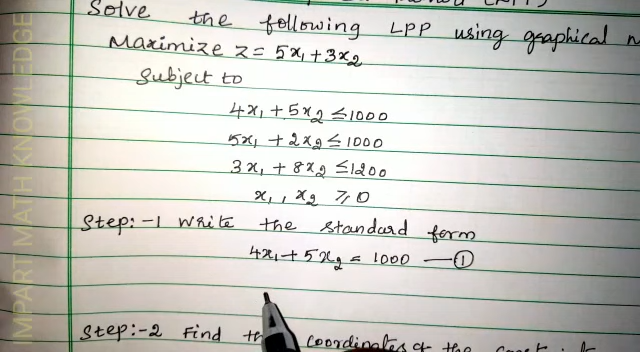 Solve the following LPP using graphical
Maximize z = 5x₁ + 3x₂
Subject to
4x₁ + 5x₂ ≤ 1000
5x₁ + 2x₂ ≤ 1000
3x₁ + 8x₂ ≤ 1200
x₁, x₂ ≥ 0
Step:-1 Write the standard form
4x₁ + 5x₂ = 1000 —①
Step:-2 Find the coordinates of the
IMPART MATH KNOWLEDGE